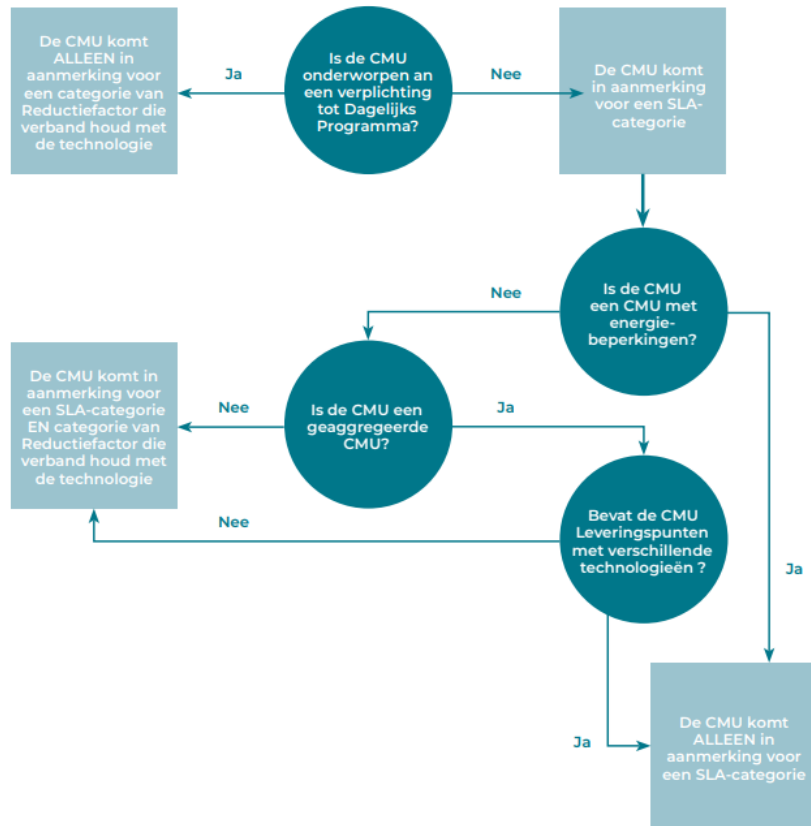 De CMU komt
ALLEEN in
aanmerking voor
een categorie van
Reductiefactor die
verband houd met
de technologie
Ja
Is de CMU
onderworpen an
een verplichting
tot Dagelijks
Programma?
Nee
De CMU komt
in aanmerking
voor een SLA-
categorie
Is de CMU
een CMU met
energie-
beperkingen?
Nee
De CMU komt in
aanmerking voor
een SLA-categorie
EN categorie van
Reductiefactor die
verband houd met
de technologie
Nee
Is de CMU een
geaggregeerde
CMU?
Ja
Nee
Bevat de CMU
Leveringspunten
met verschillende
technologieën ?
Ja
Ja
De CMU komt
ALLEEN in
aanmerking voor
een SLA-categorie